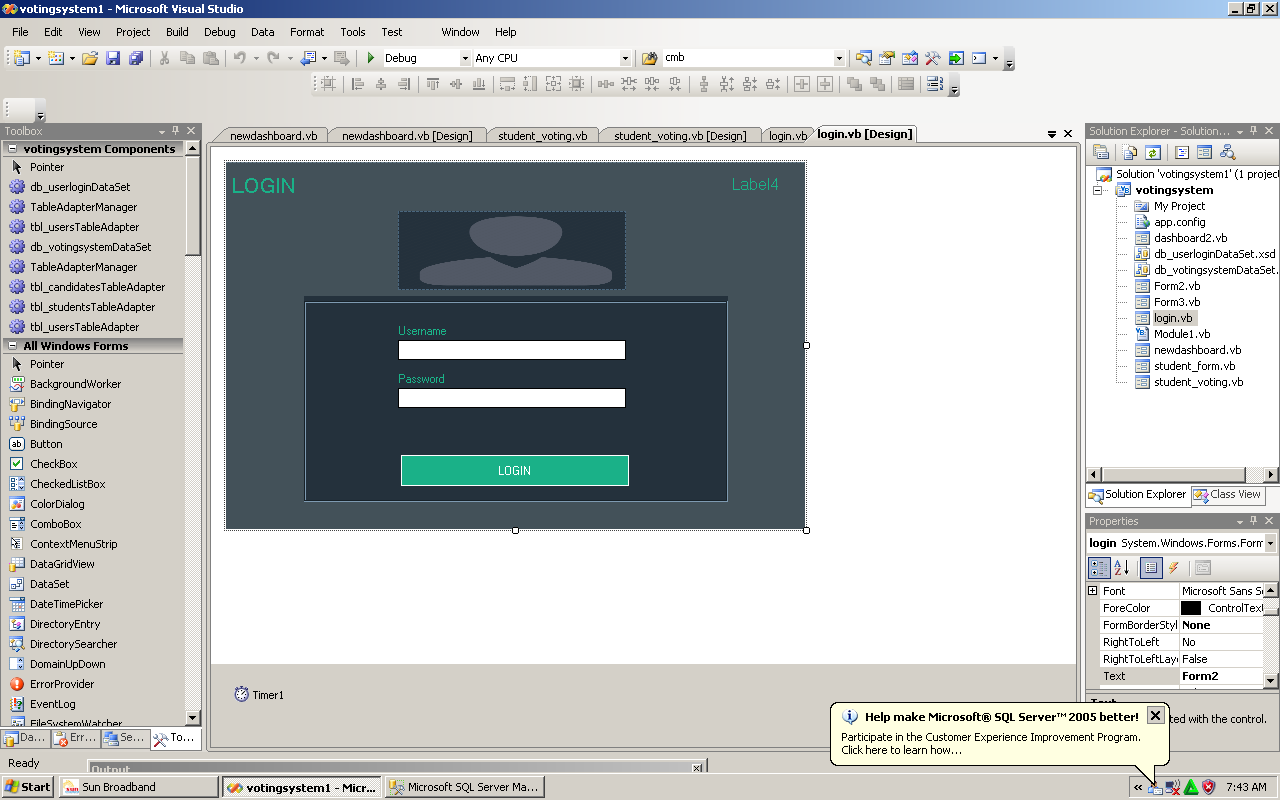 votingsystem1 - Microsoft Visual Studio
File Edit View Project Build Debug Data Format Tools Test Window Help
Debug Any CPU cmb
Toolbox
votingsystem Components
Pointer
db_userloginDataSet
TableAdapterManager
tbl_usersTableAdapter
db_votingsystemDataSet
TableAdapterManager
tbl_candidatesTableAdapter
tbl_studentsTableAdapter
tbl_usersTableAdapter
All Windows Forms
Pointer
BackgroundWorker
BindingNavigator
BindingSource
Button
CheckBox
CheckedListBox
ColorDialog
ComboBox
ContextMenuStrip
DataGridView
DataSet
DateTimePicker
DirectoryEntry
DirectorySearcher
DomainUpDown
ErrorProvider
EventLog
FileSystemWatcher
Da... Err... Se... To...
newdashboard.vb newdashboard.vb [Design] student_voting.vb student_voting.vb [Design] login.vb login.vb [Design]
LOGIN Label4
Username
Password
LOGIN
Timer1
Solution Explorer - Solution...
Solution 'votingsystem1' (1 project
votingsystem
My Project
app.config
dashboard2.vb
db_userloginDataSet.xsd
db_votingsystemDataSet.
Form2.vb
Form3.vb
login.vb
Module1.vb
newdashboard.vb
student_form.vb
student_voting.vb
Solution Explorer Class View
Properties
login System.Windows.Forms.Form
Font Microsoft Sans S
ForeColor ControlText
FormBorderStyl None
RightToLeft No
RightToLeftLay False
Text Form2
Text
ted with the control.
Help make Microsoft® SQL Server™ 2005 better!
Participate in the Customer Experience Improvement Program.
Click here to learn how...
Ready
Output
Start Sun Broadband votingsystem1 - Micr... Microsoft SQL Server Ma... « 7:43 AM